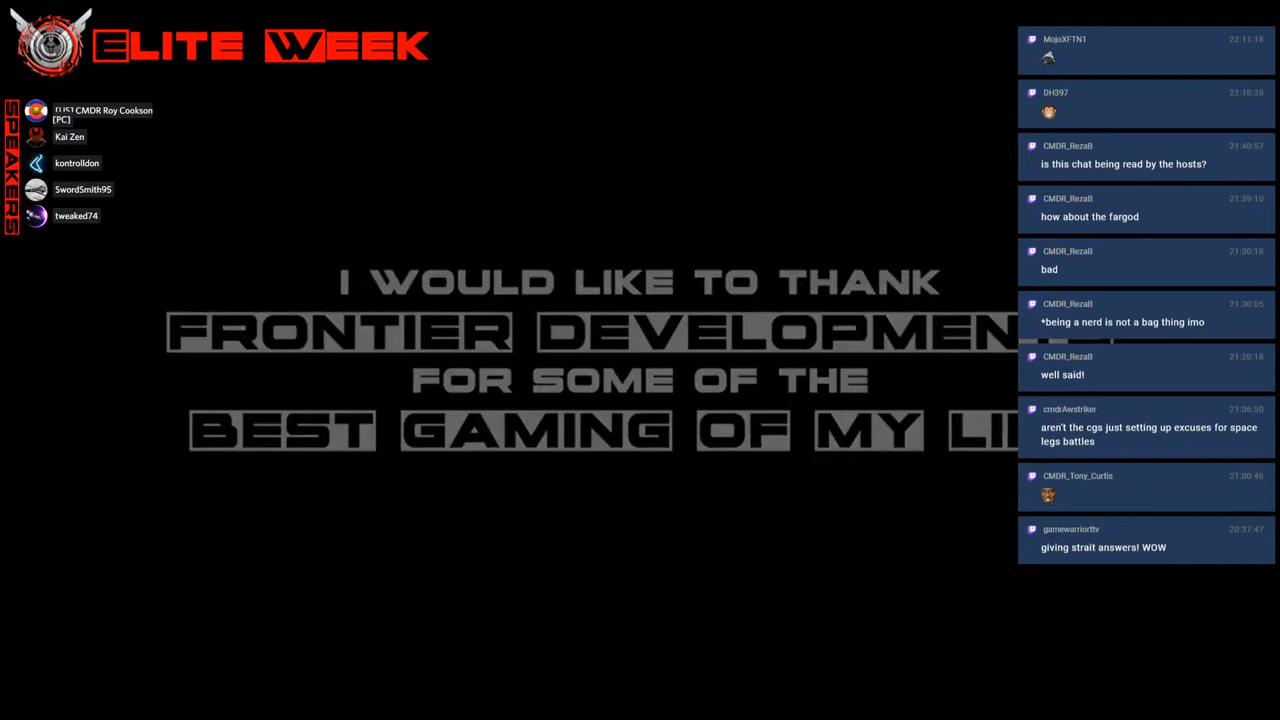 ELITE WEEK
SPEAKERS
[US] CMDR Roy Cookson
[PC]
Kai Zen
kontrolldon
SwordSmith95
tweaked74
I WOULD LIKE TO THANK
FRONTIER DEVELOPMEN
FOR SOME OF THE
BEST GAMING OF MY LI
MojoXFTN1 22:11:18
DH397 22:10:35
CMDR_RezaB 21:40:57
is this chat being read by the hosts?
CMDR_RezaB 21:39:10
how about the fargod
CMDR_RezaB 21:30:18
bad
CMDR_RezaB 21:30:05
*being a nerd is not a bag thing imo
CMDR_RezaB 21:20:18
well said!
cmdrAwstriker 21:06:50
aren't the cgs just setting up excuses for space
legs battles
CMDR_Tony_Curtis 21:00:46
gamewarriorttv 20:37:47
giving strait answers! WOW